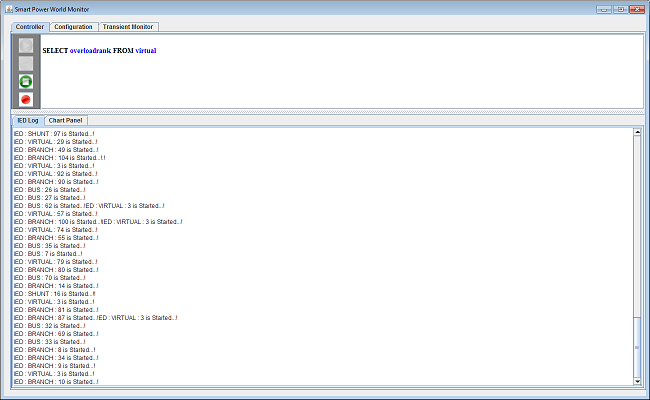 Smart Power World Monitor
Controller Configuration Transient Monitor
SELECT overloadrank FROM virtual
IED Log Chart Panel
IED : SHUNT : 97 is Started...!
IED : VIRTUAL : 29 is Started...!
IED : BRANCH : 49 is Started...!
IED : BRANCH : 104 is Started...!.!
IED : VIRTUAL : 3 is Started...!
IED : VIRTUAL : 92 is Started...!
IED : BRANCH : 90 is Started...!
IED : BUS : 26 is Started...!
IED : BUS : 27 is Started...!
IED : BUS : 62 is Started...!IED : VIRTUAL : 3 is Started...!
IED : VIRTUAL : 57 is Started...!
IED : BRANCH : 100 is Started...!IED : VIRTUAL : 3 is Started...!
IED : VIRTUAL : 74 is Started...!
IED : BRANCH : 55 is Started...!
IED : BUS : 35 is Started...!
IED : BUS : 7 is Started...!
IED : VIRTUAL : 79 is Started...!
IED : BRANCH : 80 is Started...!
IED : BUS : 70 is Started...!
IED : BRANCH : 14 is Started...!
IED : SHUNT : 16 is Started...!!
IED : VIRTUAL : 3 is Started...!
IED : BRANCH : 81 is Started...!
IED : BRANCH : 87 is Started...!IED : VIRTUAL : 3 is Started...!
IED : BUS : 32 is Started...!
IED : BRANCH : 69 is Started...!
IED : BUS : 33 is Started...!
IED : BRANCH : 8 is Started...!
IED : BRANCH : 34 is Started...!
IED : BRANCH : 9 is Started...!
IED : VIRTUAL : 3 is Started...!
IED : BRANCH : 10 is Started...!